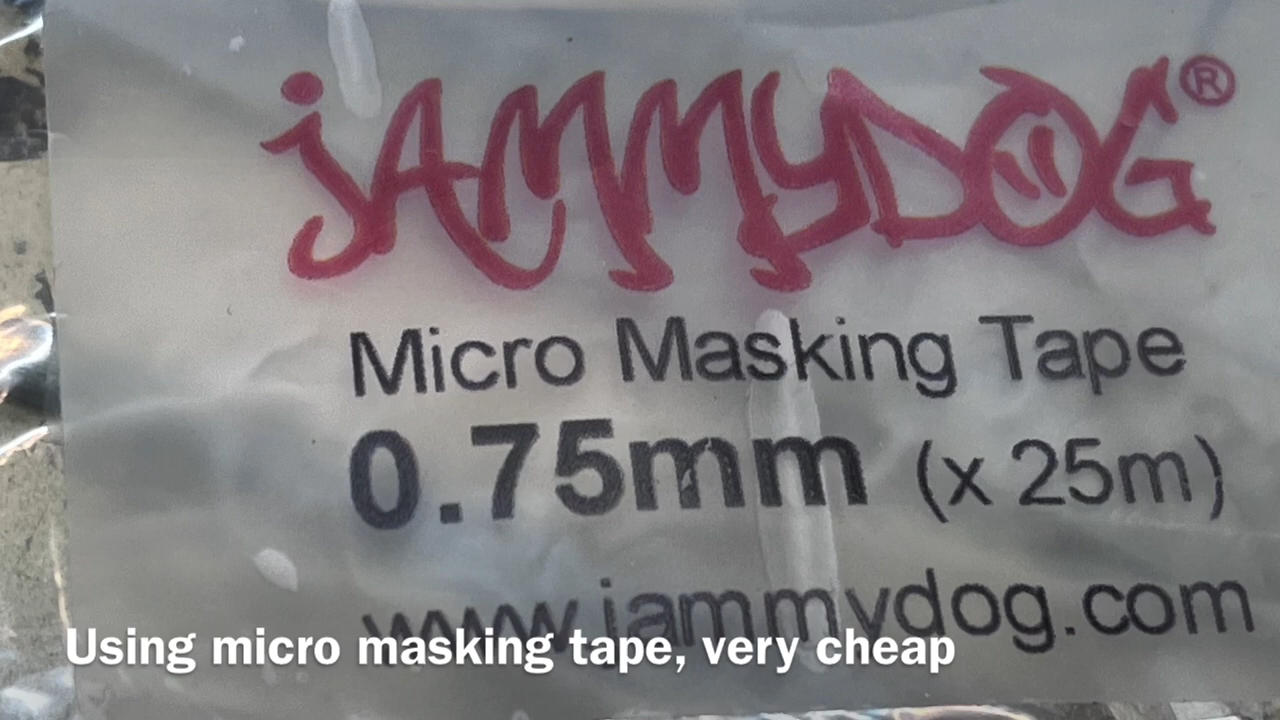 jAMMYDOG®
Micro Masking Tape
0.75mm (x 25m)
www.jammydog.com
Using micro masking tape, very cheap